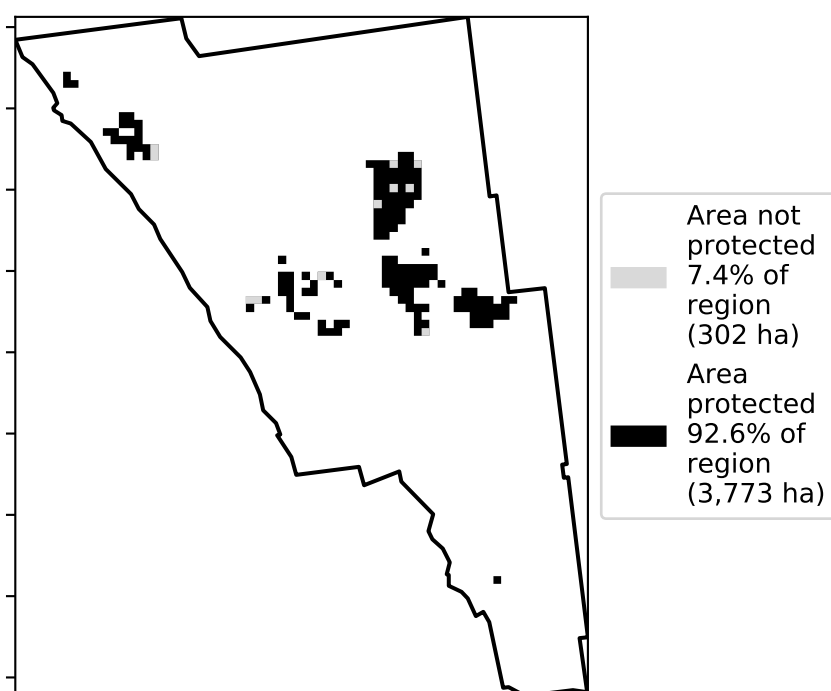 Area not
protected
7.4% of
region
(302 ha)
Area
protected
92.6% of
region
(3,773 ha)